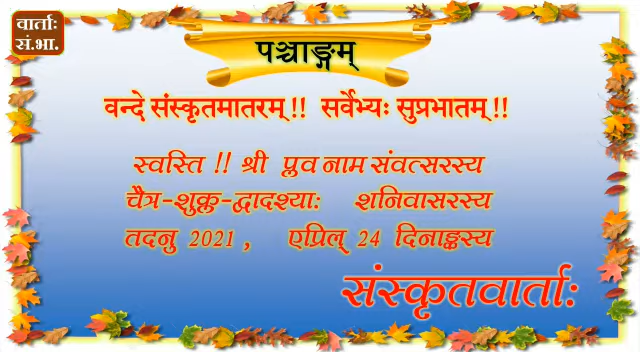 वार्ताः
सं.भा.
पञ्चाङ्गम्
वन्दे संस्कृतमातरम् !! सर्वेभ्यः सुप्रभातम् !!
स्वस्ति !! श्री प्लव नाम संवत्सरस्य
चैत्र-शुक्ल-द्वादश्याः शनिवासरस्य
तदनु 2021 , एप्रिल् 24 दिनाङ्कस्य
संस्कृतवार्ताः